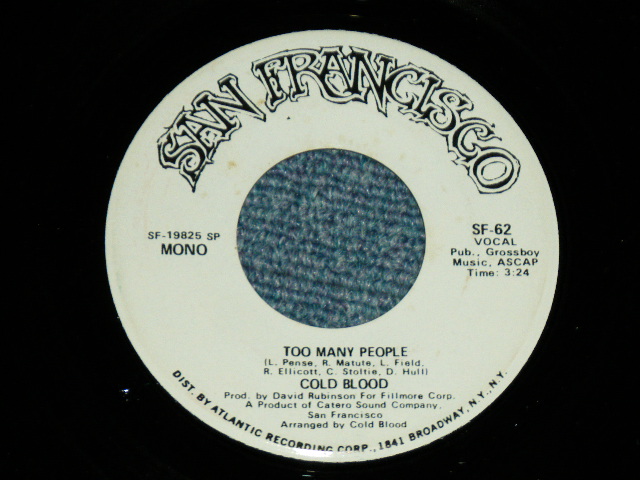 SAN FRANCISCO
SF-19825 SP
MONO
SF-62
VOCAL
Pub., Grossboy
Music, ASCAP
Time: 3:24
TOO MANY PEOPLE
(L. Pense, R. Matute, L. Field,
R. Ellicott, C. Stoltie, D. Hull)
COLD BLOOD
Prod. by David Rubinson For Fillmore Corp.
A Product of Catero Sound Company,
San Francisco
Arranged by Cold Blood
DIST. BY ATLANTIC RECORDING CORP., 1841 BROADWAY, N.Y., N.Y.